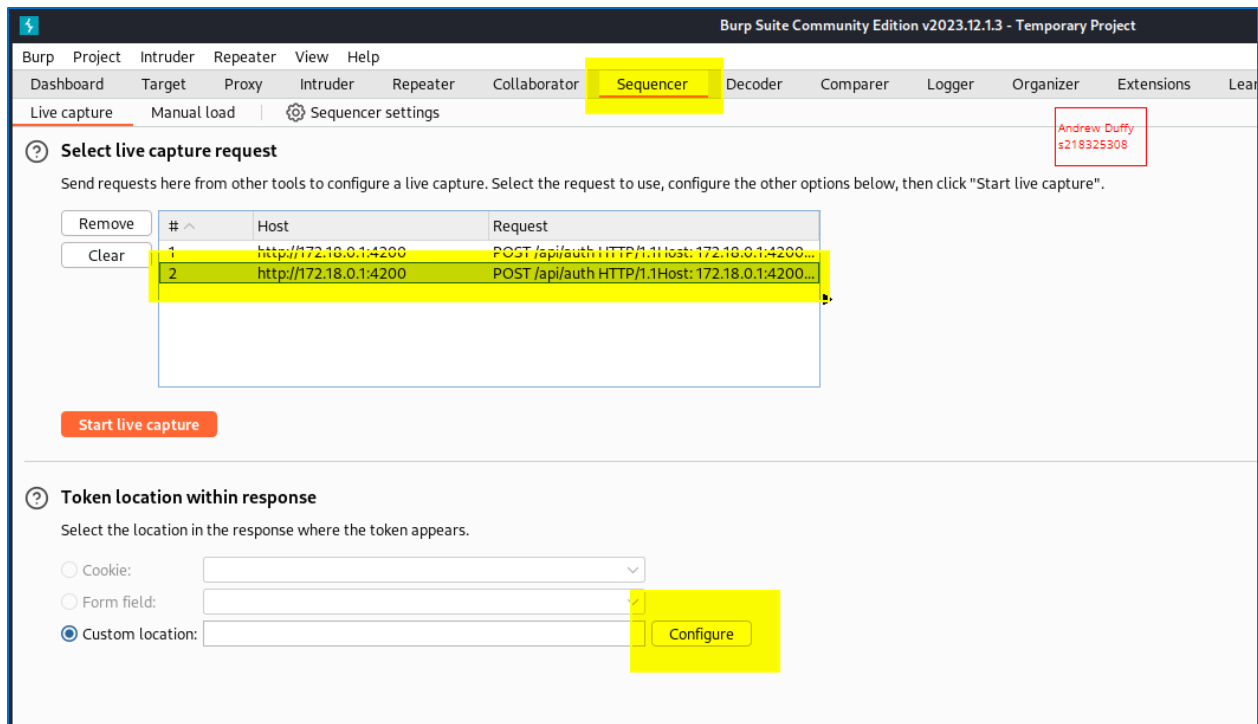 Burp Suite Community Edition v2023.12.1.3 - Temporary Project
Burp Project Intruder Repeater View Help
Dashboard Target Proxy Intruder Repeater Collaborator Sequencer Decoder Comparer Logger Organizer Extensions Lear
Live capture Manual load Sequencer settings
Andrew Duffy
s218325308
? Select live capture request
Send requests here from other tools to configure a live capture. Select the request to use, configure the other options below, then click "Start live capture".
Remove # Host Request
Clear 1 http://172.18.0.1:4200 POST /api/auth HTTP/1.1Host: 172.18.0.1:4200...
2 http://172.18.0.1:4200 POST /api/auth HTTP/1.1Host: 172.18.0.1:4200...
Start live capture
? Token location within response
Select the location in the response where the token appears.
Cookie:
Form field:
Custom location: Configure